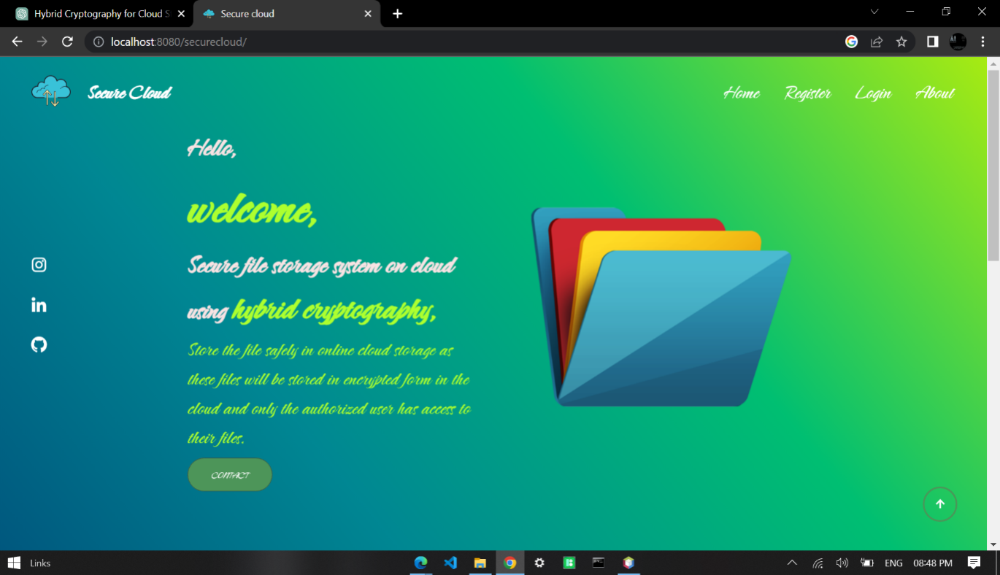 Hybrid Cryptography for Cloud S
Secure cloud
localhost:8080/securecloud/
Secure Cloud
Home
Register
Login
About
Hello,
welcome,
Secure file storage system on cloud
using hybrid cryptography,
Store the file safely in online cloud storage as
these files will be stored in encrypted form in the
cloud and only the authorized user has access to
their files.
CONTACT
Links
ENG
08:48 PM